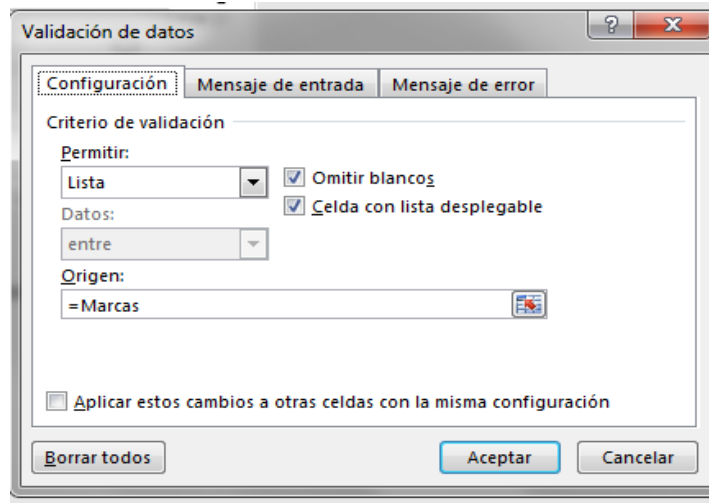 Validación de datos
Configuración
Mensaje de entrada
Mensaje de error
Criterio de validación
Permitir:
Lista
Omitir blancos
Celda con lista desplegable
Datos:
entre
Origen:
=Marcas
Aplicar estos cambios a otras celdas con la misma configuración
Borrar todos
Aceptar
Cancelar